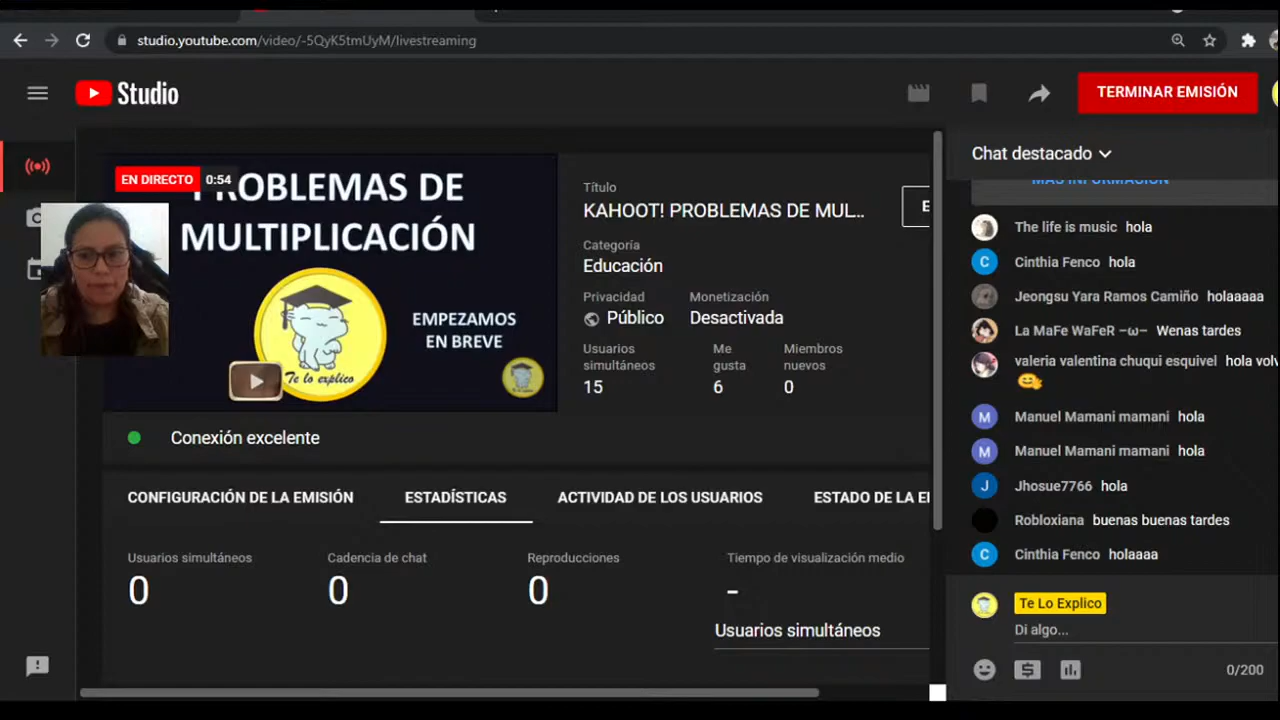 studio.youtube.com/video/-5QyK5tmUyM/livestreaming
Studio
TERMINAR EMISIÓN
EN DIRECTO 0:54
PROBLEMAS DE
MULTIPLICACIÓN
EMPEZAMOS
EN BREVE
Te lo explico
Título
KAHOOT! PROBLEMAS DE MUL...
E
Categoría
Educación
Privacidad
Público
Monetización
Desactivada
Usuarios
simultáneos
15
Me
gusta
6
Miembros
nuevos
0
Conexión excelente
CONFIGURACIÓN DE LA EMISIÓN
ESTADÍSTICAS
ACTIVIDAD DE LOS USUARIOS
ESTADO DE LA E
Usuarios simultáneos
0
Cadencia de chat
0
Reproducciones
0
Tiempo de visualización medio
-
Usuarios simultáneos
Chat destacado
MÁS INFORMACIÓN
The life is music hola
C Cinthia Fenco hola
Jeongsu Yara Ramos Camiño holaaaaa
La MaFe WaFeR –ω– Wenas tardes
valeria valentina chuqui esquivel hola volv
M Manuel Mamani mamani hola
M Manuel Mamani mamani hola
J Jhosue7766 hola
Robloxiana buenas buenas tardes
C Cinthia Fenco holaaaa
Te Lo Explico
Di algo...
0/200